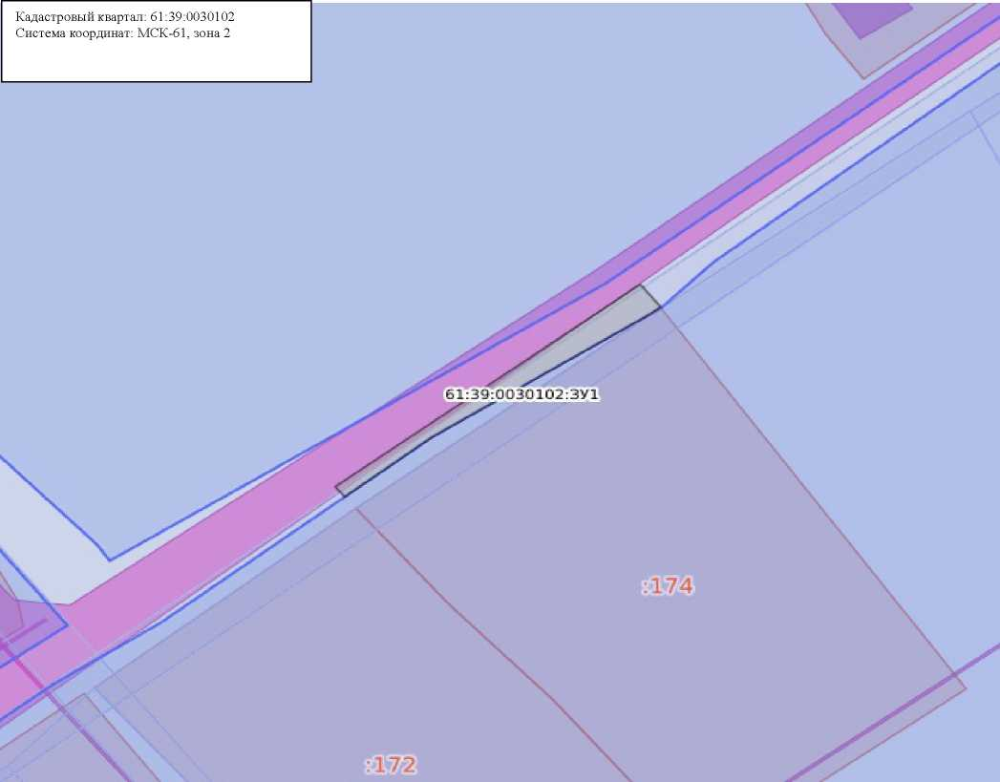 Кадастровый квартал: 61:39:0030102
Система координат: МСК-61, зона 2
61:39:0030102:ЗУ1
:174
:172